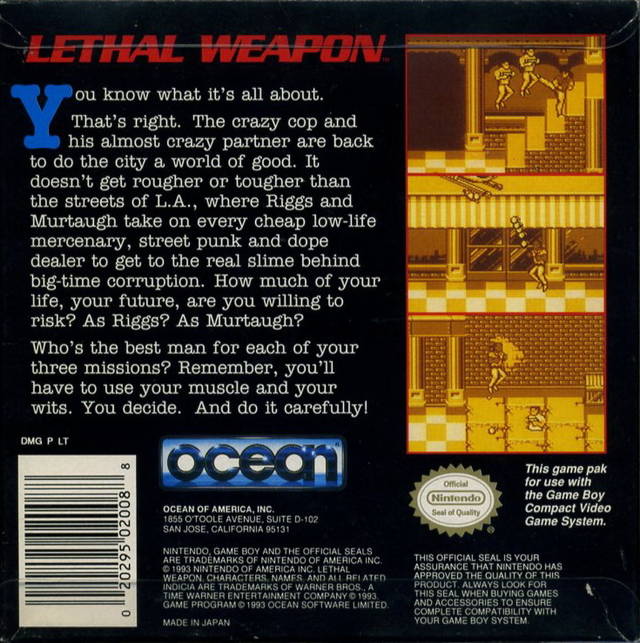 LETHAL WEAPON™
You know what it's all about.
That's right. The crazy cop and
his almost crazy partner are back
to do the city a world of good. It
doesn't get rougher or tougher than
the streets of L.A., where Riggs and
Murtaugh take on every cheap low-life
mercenary, street punk and dope
dealer to get to the real slime behind
big-time corruption. How much of your
life, your future, are you willing to
risk? As Riggs? As Murtaugh?
Who's the best man for each of your
three missions? Remember, you'll
have to use your muscle and your
wits. You decide. And do it carefully!
DMG P LT
0 20295 02008 8
ocean
OCEAN OF AMERICA, INC.
1855 O'TOOLE AVENUE, SUITE D-102
SAN JOSE, CALIFORNIA 95131
NINTENDO, GAME BOY AND THE OFFICIAL SEALS
ARE TRADEMARKS OF NINTENDO OF AMERICA INC.
© 1993 NINTENDO OF AMERICA INC. LETHAL
WEAPON, CHARACTERS, NAMES, AND ALL RELATED
INDICIA ARE TRADEMARKS OF WARNER BROS., A
TIME WARNER ENTERTAINMENT COMPANY © 1993.
GAME PROGRAM © 1993 OCEAN SOFTWARE LIMITED.
MADE IN JAPAN
Official
Nintendo
Seal of Quality
This game pak
for use with
the Game Boy
Compact Video
Game System.
THIS OFFICIAL SEAL IS YOUR
ASSURANCE THAT NINTENDO HAS
APPROVED THE QUALITY OF THIS
PRODUCT. ALWAYS LOOK FOR
THIS SEAL WHEN BUYING GAMES
AND ACCESSORIES TO ENSURE
COMPLETE COMPATIBILITY WITH
YOUR GAME BOY SYSTEM.